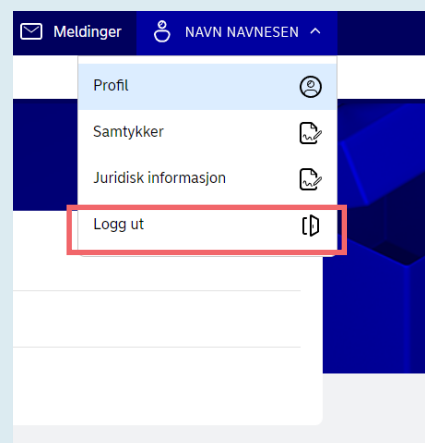 Meldinger NAVN NAVNESEN
Profil
Samtykker
Juridisk informasjon
Logg ut